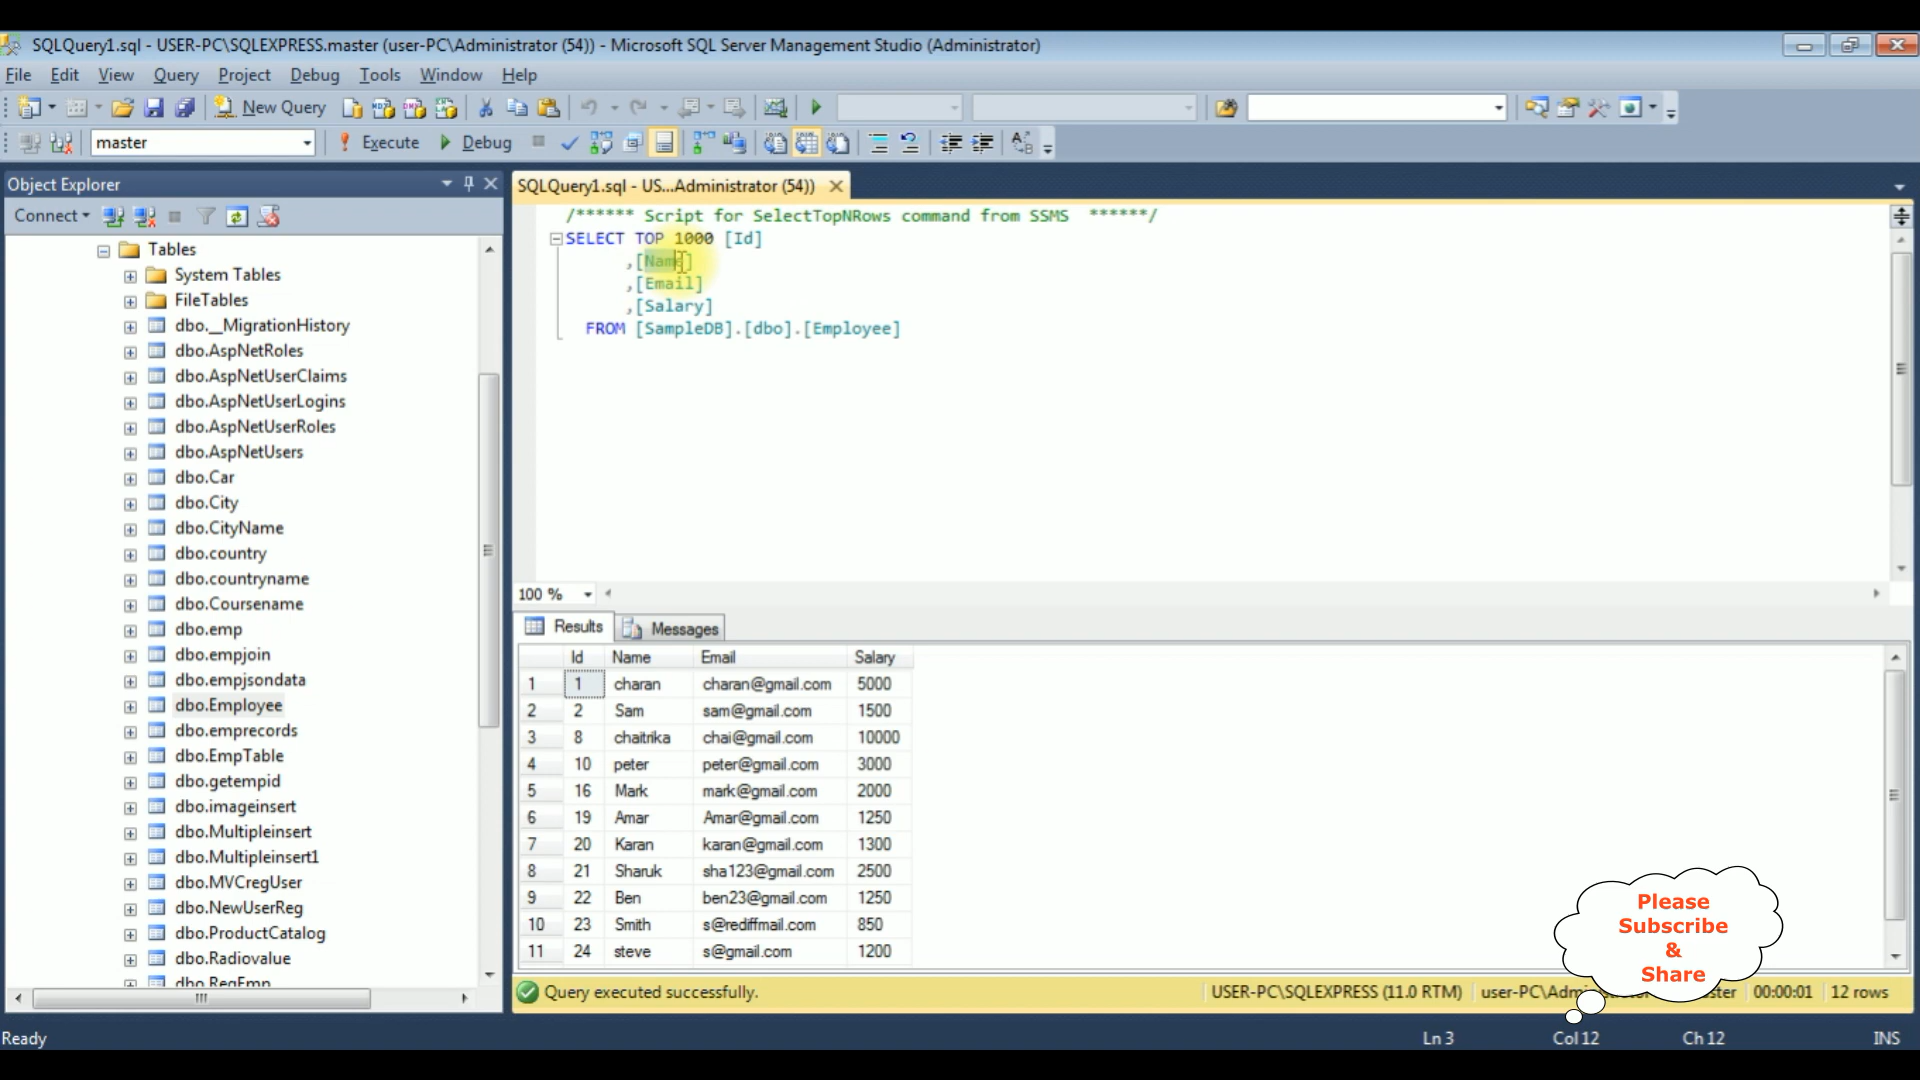 SQLQuery1.sql - USER-PC\SQLEXPRESS.master (user-PC\Administrator (54)) - Microsoft SQL Server Management Studio (Administrator)
File Edit View Query Project Debug Tools Window Help
New Query
master Execute Debug
Object Explorer
Connect
Tables
System Tables
FileTables
dbo.__MigrationHistory
dbo.AspNetRoles
dbo.AspNetUserClaims
dbo.AspNetUserLogins
dbo.AspNetUserRoles
dbo.AspNetUsers
dbo.Car
dbo.City
dbo.CityName
dbo.country
dbo.countryname
dbo.Coursename
dbo.emp
dbo.empjoin
dbo.empjsondata
dbo.Employee
dbo.emprecords
dbo.EmpTable
dbo.getempid
dbo.imageinsert
dbo.Multipleinsert
dbo.Multipleinsert1
dbo.MVCregUser
dbo.NewUserReg
dbo.ProductCatalog
dbo.Radiovalue
dbo.RegEmp
SQLQuery1.sql - US...Administrator (54))
/****** Script for SelectTopNRows command from SSMS ******/
SELECT TOP 1000 [Id]
,[Name]
,[Email]
,[Salary]
FROM [SampleDB].[dbo].[Employee]
100 %
Results Messages
Id Name Email Salary
1 1 charan charan@gmail.com 5000
2 2 Sam sam@gmail.com 1500
3 8 chaitrika chai@gmail.com 10000
4 10 peter peter@gmail.com 3000
5 16 Mark mark@gmail.com 2000
6 19 Amar Amar@gmail.com 1250
7 20 Karan karan@gmail.com 1300
8 21 Sharuk sha123@gmail.com 2500
9 22 Ben ben23@gmail.com 1250
10 23 Smith s@rediffmail.com 850
11 24 steve s@gmail.com 1200
Please
Subscribe
&
Share
Query executed successfully. USER-PC\SQLEXPRESS (11.0 RTM) 00:00:01 12 rows
Ready Ln 3 Col 12 Ch 12 INS